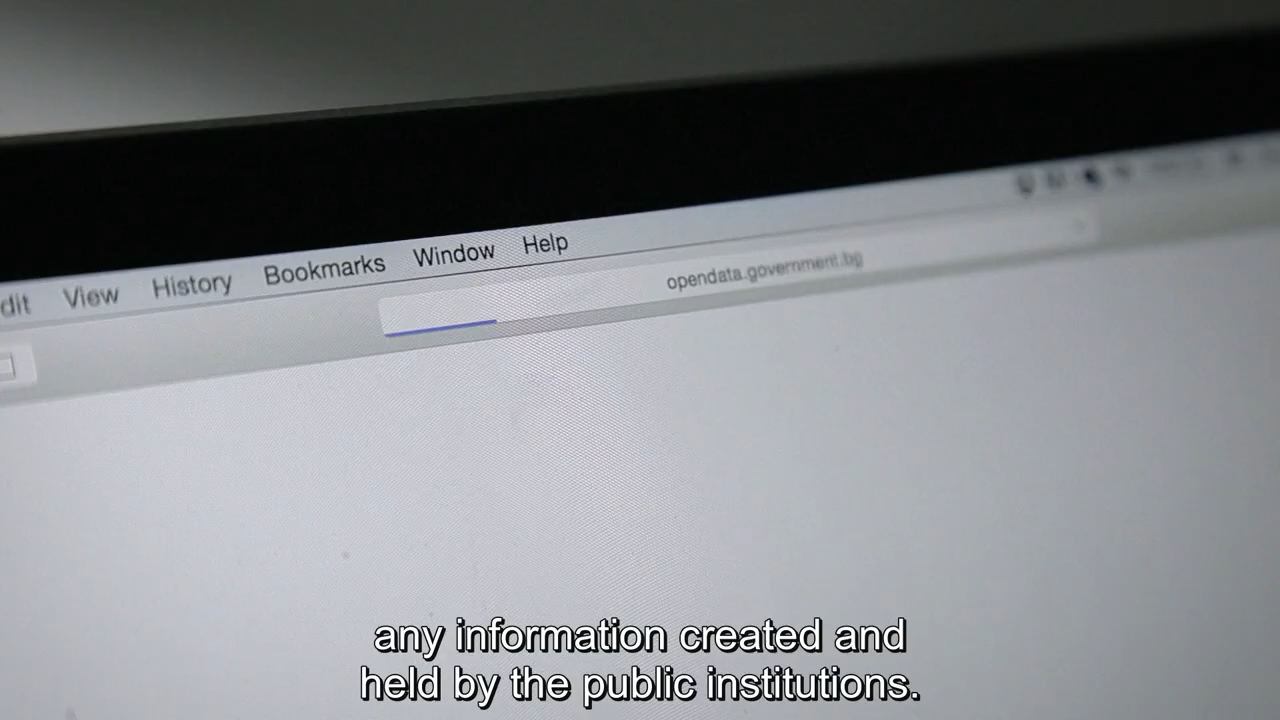 dit View History Bookmarks Window Help
opendata.government.bg
any information created and
held by the public institutions.